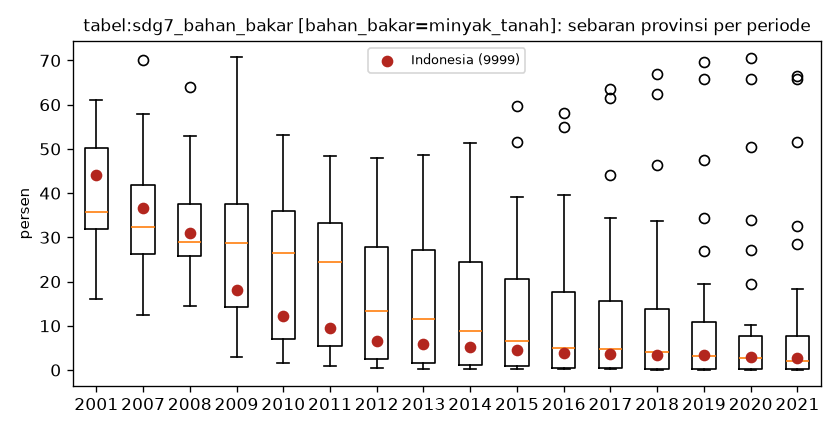 tabel:sdg7_bahan_bakar [bahan_bakar=minyak_tanah]: sebaran provinsi per periode
Indonesia (9999)
persen
70
60
50
40
30
20
10
0
2001 2007 2008 2009 2010 2011 2012 2013 2014 2015 2016 2017 2018 2019 2020 2021